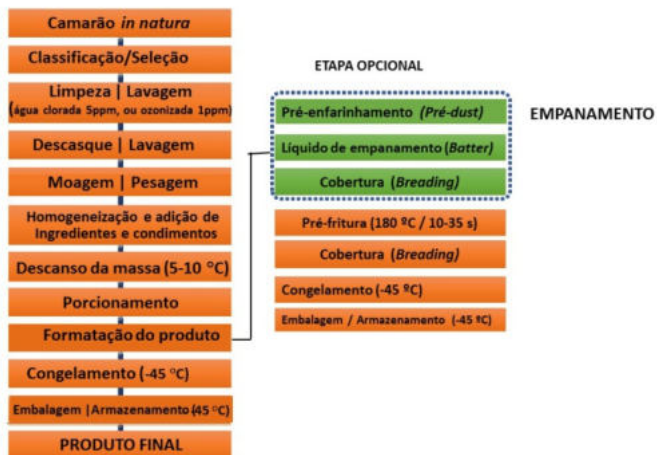 Camarão in natura
Classificação/Seleção
Limpeza | Lavagem
(água clorada 5ppm, ou ozonizada 1ppm)
Descasque | Lavagem
Moagem | Pesagem
Homogeneização e adição de
Ingredientes e condimentos
Descanso da massa (5-10 °C)
Porcionamento
Formatação do produto
Congelamento (-45 °C)
Embalagem |Armazenamento (45 °C)
PRODUTO FINAL
ETAPA OPCIONAL
Pré-enfarinhamento (Pré-dust)
Líquido de empanamento (Batter)
Cobertura (Breading)
EMPANAMENTO
Pré-fritura (180 ºC / 10-35 s)
Cobertura (Breading)
Congelamento (-45 ºC)
Embalagem / Armazenamento (-45 ºC)